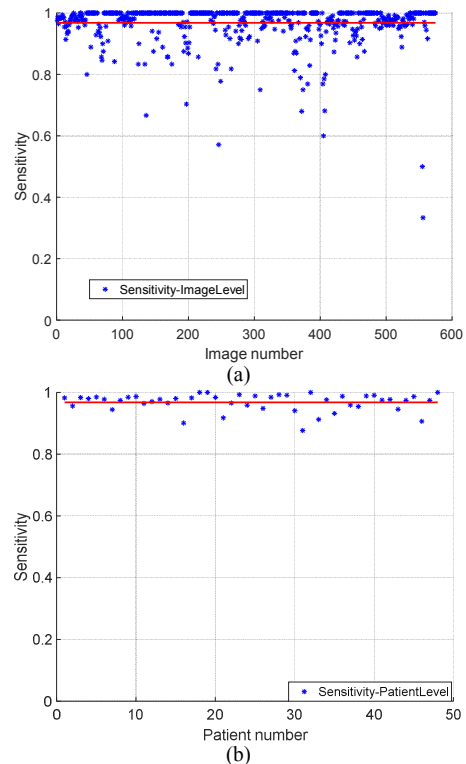 1
0.8
0.6
0.4
0.2
0
Sensitivity
Sensitivity-ImageLevel
0 100 200 300 400 500 600
Image number
(a)
1
0.8
0.6
0.4
0.2
0
Sensitivity
Sensitivity-PatientLevel
0 10 20 30 40 50
Patient number
(b)